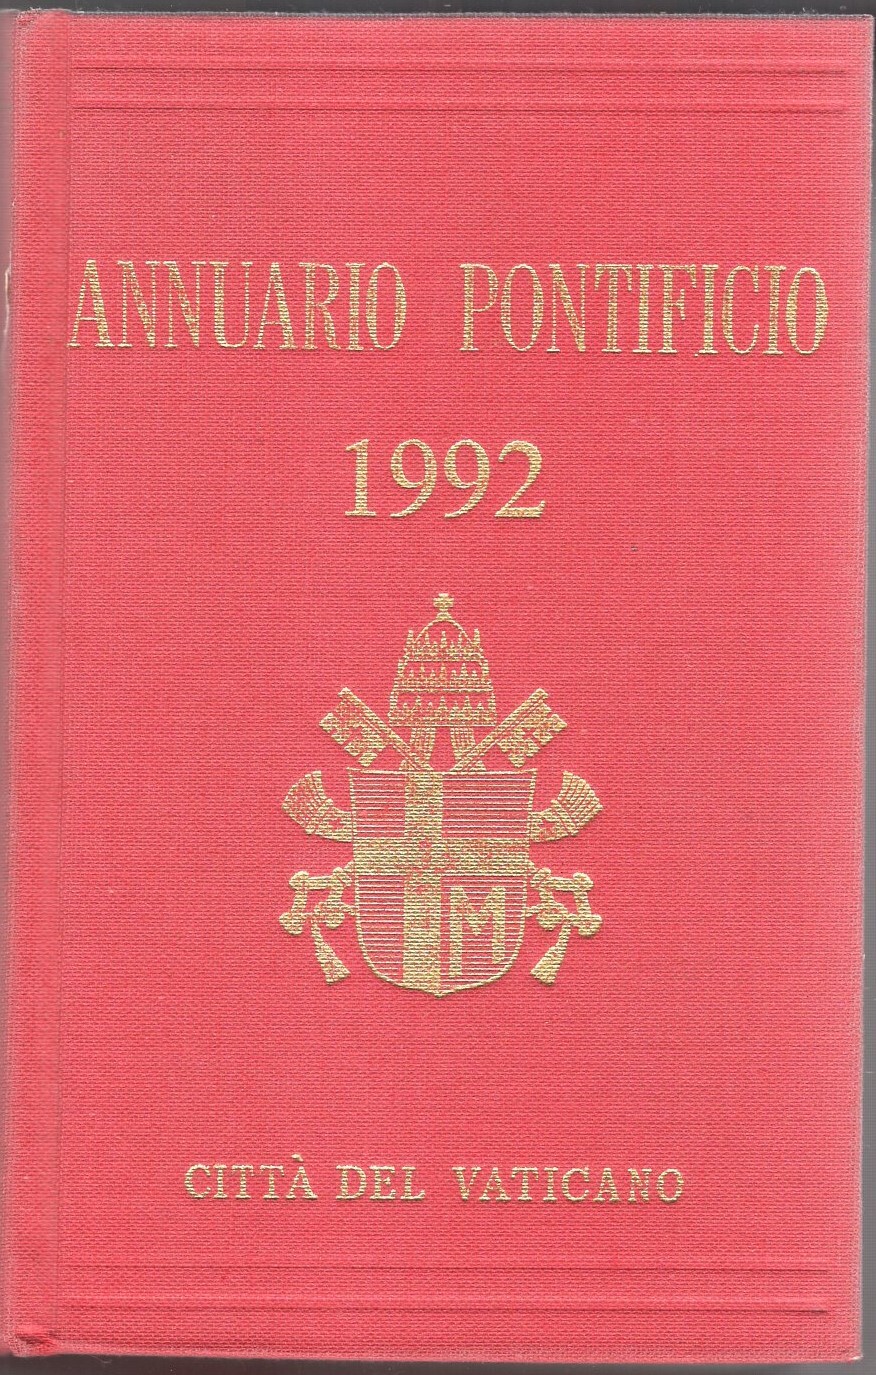 ANNUARIO PONTIFICIO
1992
M
CITTÀ DEL VATICANO